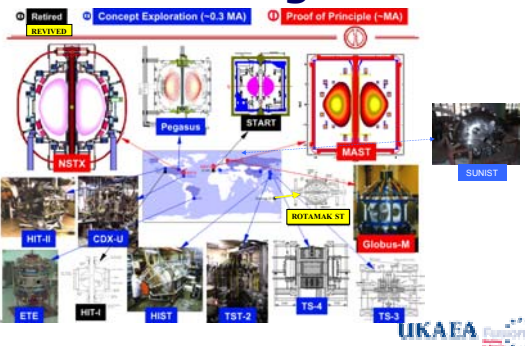 Retired
Concept Exploration (~0.3 MA)
Proof of Principle (~MA)
REVIVED
Pegasus
START
NSTX
MAST
SUNIST
ROTAMAK ST
HIT-II
CDX-U
Globus-M
ETE
HIT-I
HIST
TST-2
TS-4
TS-3
UKAEA Fusion